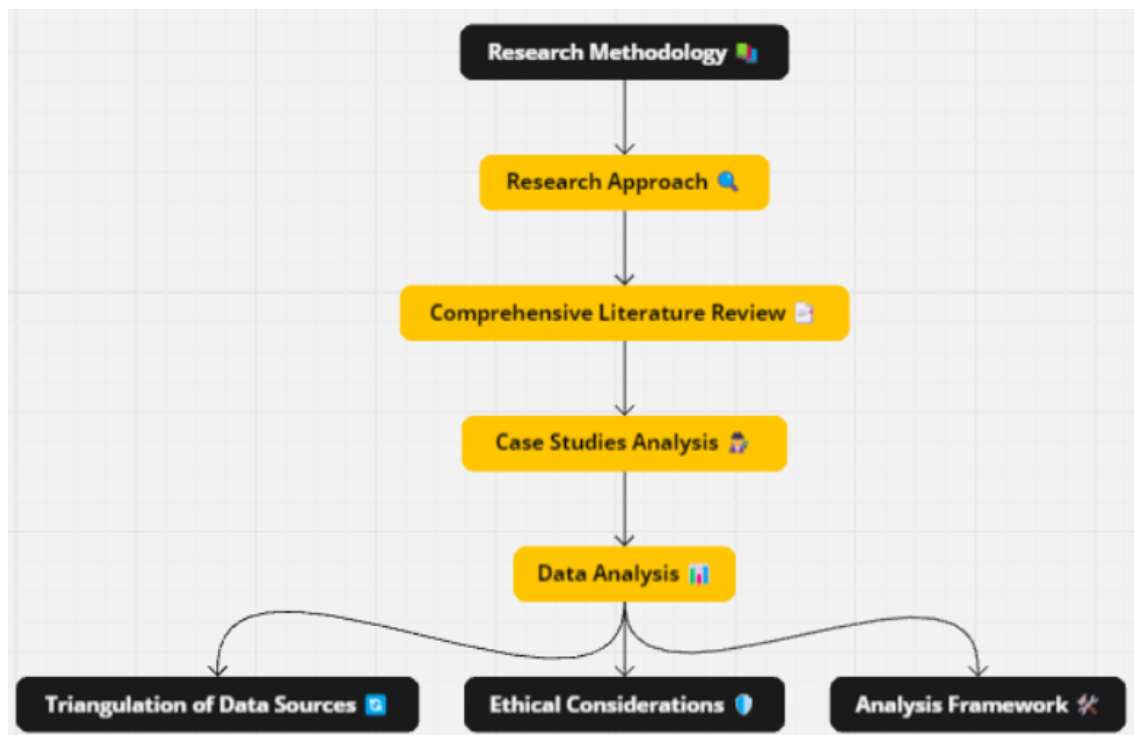 Research Methodology 📚
Research Approach 🔍
Comprehensive Literature Review 📑
Case Studies Analysis 🕵️
Data Analysis 📊
Triangulation of Data Sources 🔄
Ethical Considerations 🛡️
Analysis Framework 🛠️